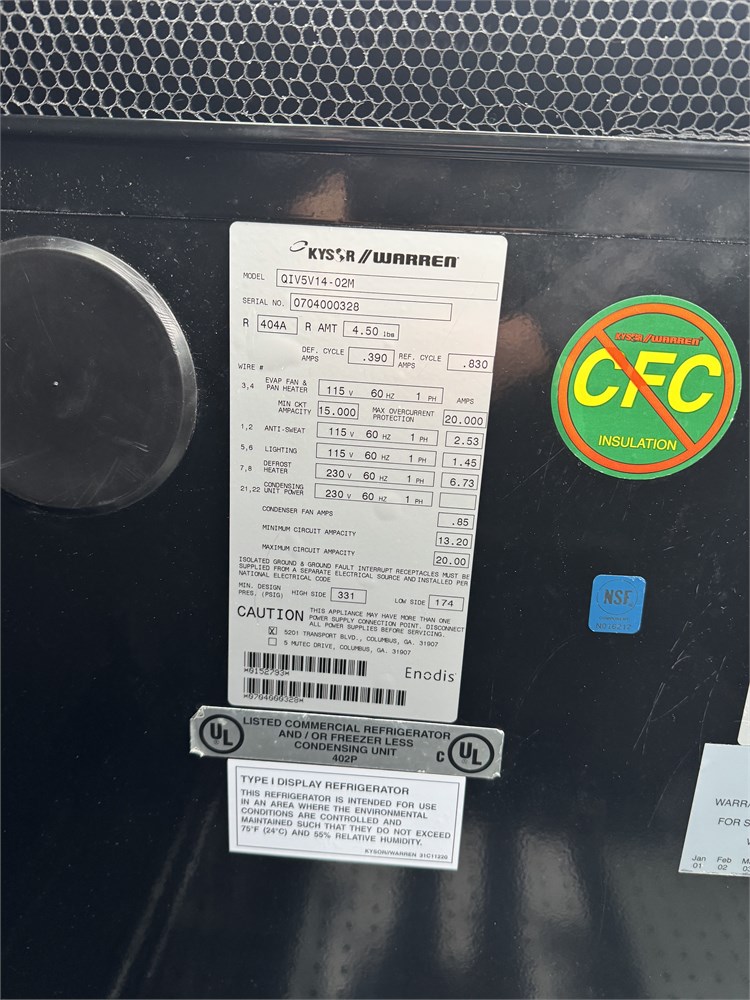 KYSOR//WARREN
MODEL QIV5V14-02M
SERIAL NO. 0704000328
R 404A R AMT 4.50 lbs
DEF. CYCLE AMPS .390 REF. CYCLE AMPS .830
WIRE #
3,4 EVAP FAN & PAN HEATER 115 V 60 HZ 1 PH AMPS
MIN CKT AMPACITY 15.000 MAX OVERCURRENT PROTECTION 20.000
1,2 ANTI-SWEAT 115 V 60 HZ 1 PH 2.53
5,6 LIGHTING 115 V 60 HZ 1 PH 1.45
7,8 DEFROST HEATER 230 V 60 HZ 1 PH 6.73
21,22 CONDENSING UNIT POWER 230 V 60 HZ 1 PH
CONDENSER FAN AMPS .85
MINIMUM CIRCUIT AMPACITY 13.20
MAXIMUM CIRCUIT AMPACITY 20.00
ISOLATED GROUND & GROUND FAULT INTERRUPT RECEPTACLES MUST BE
SUPPLIED FROM A SEPARATE ELECTRICAL SOURCE AND INSTALLED PER
NATIONAL ELECTRICAL CODE
MIN. DESIGN PRES. (PSIG) HIGH SIDE 331 LOW SIDE 174
CAUTION THIS APPLIANCE MAY HAVE MORE THAN ONE
POWER SUPPLY CONNECTION POINT. DISCONNECT
ALL POWER SUPPLIES BEFORE SERVICING.
X 5201 TRANSPORT BLVD., COLUMBUS, GA. 31907
5 MUTEC DRIVE, COLUMBUS, GA. 31907
*0152793*
Enodis
*0704000328*
UL LISTED COMMERCIAL REFRIGERATOR
AND / OR FREEZER LESS
CONDENSING UNIT
402P
C UL
TYPE I DISPLAY REFRIGERATOR
THIS REFRIGERATOR IS INTENDED FOR USE
IN AN AREA WHERE THE ENVIRONMENTAL
CONDITIONS ARE CONTROLLED AND
MAINTAINED SUCH THAT THEY DO NOT EXCEED
75°F (24°C) AND 55% RELATIVE HUMIDITY.
KYSOR//WARREN
CFC
INSULATION
NSF
FOR S
Jan Feb
01 02